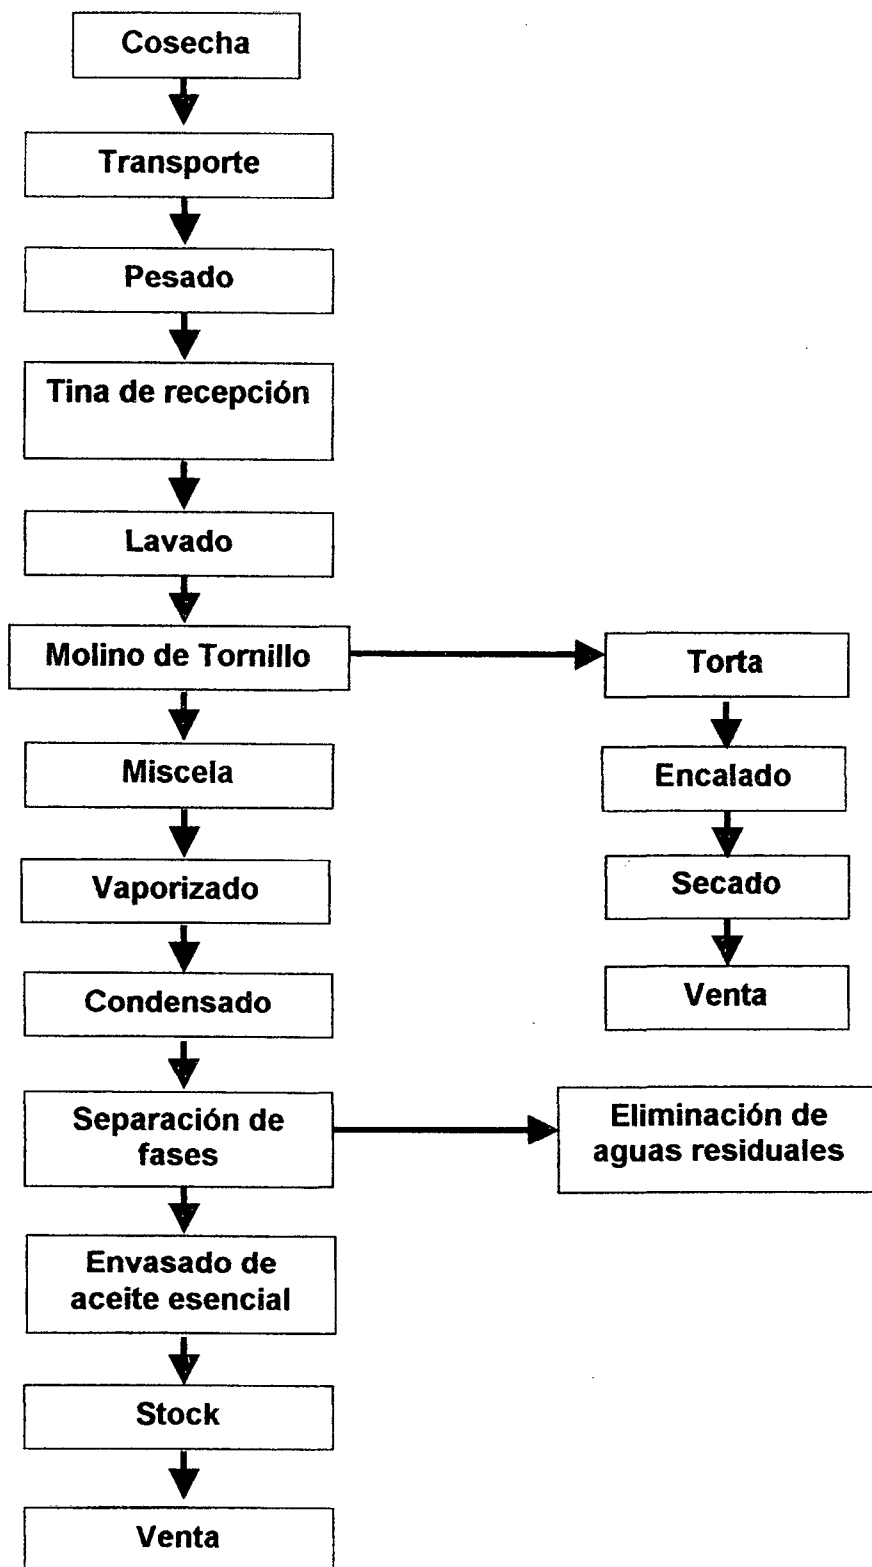 Cosecha
Transporte
Pesado
Tina de recepción
Lavado
Molino de Tornillo
Miscela
Vaporizado
Condensado
Separación de
fases
Envasado de
aceite esencial
Stock
Venta
Torta
Encalado
Secado
Venta
Eliminación de
aguas residuales